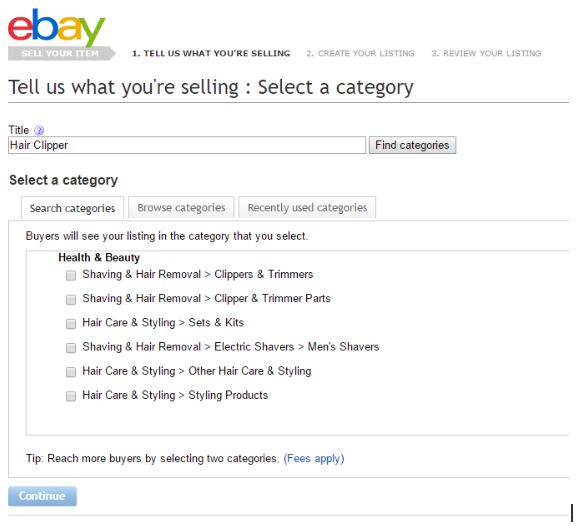 ebay
SELL YOUR ITEM 1. TELL US WHAT YOU'RE SELLING 2. CREATE YOUR LISTING 3. REVIEW YOUR LISTING
Tell us what you're selling : Select a category
Title ?
Hair Clipper Find categories
Select a category
Search categories Browse categories Recently used categories
Buyers will see your listing in the category that you select.
Health & Beauty
Shaving & Hair Removal > Clippers & Trimmers
Shaving & Hair Removal > Clipper & Trimmer Parts
Hair Care & Styling > Sets & Kits
Shaving & Hair Removal > Electric Shavers > Men's Shavers
Hair Care & Styling > Other Hair Care & Styling
Hair Care & Styling > Styling Products
Tip: Reach more buyers by selecting two categories. (Fees apply)
Continue